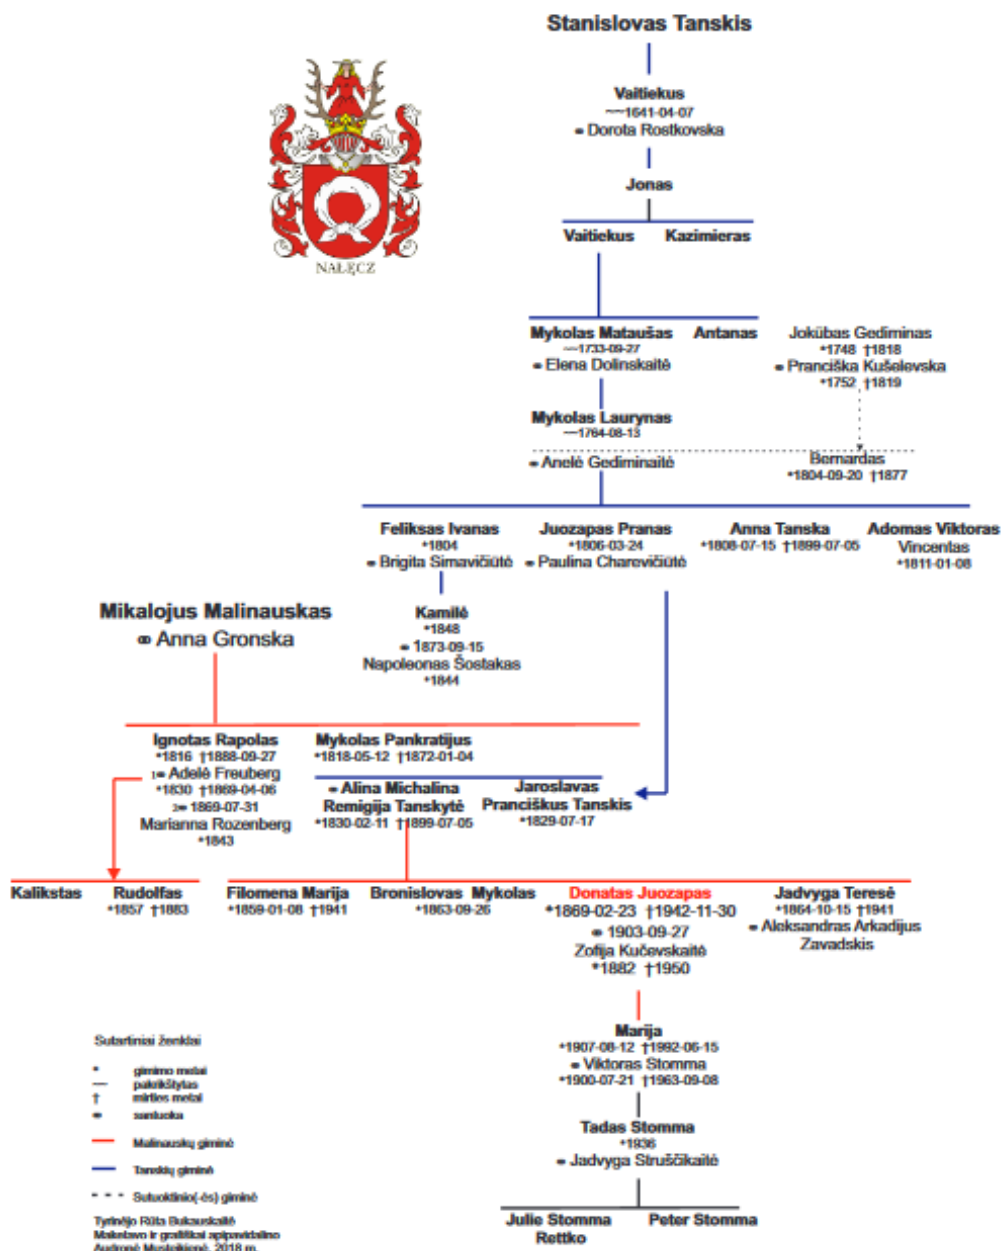 Stanislovas Tanskis
Vaitiekus
~1641-04-07
⚭ Dorota Rostkovska
Jonas
Vaitiekus Kazimieras
NAŁĘCZ
Mykolas Mataušas Antanas
~1733-09-27
⚭ Elena Dolinskaitė
Jokūbas Gediminas
*1748 †1818
⚭ Pranciška Kušelevska
*1752 †1819
Mykolas Laurynas
~1764-08-13
⚭ Anelė Gediminaitė
Bernardas
*1804-09-20 †1877
Feliksas Ivanas
*1804
⚭ Brigita Simavičiūtė
Juozapas Pranas
*1806-03-24
⚭ Paulina Charevičiūtė
Anna Tanska
*1808-07-15 †1899-07-05
Adomas Viktoras
Vincentas
*1811-01-08
Kamilė
*1848
⚭ 1873-09-15
Napoleonas Šostakas
*1844
Mikalojus Malinauskas
⚭ Anna Gronska
Ignotas Rapolas
*1816 †1888-09-27
1⚭ Adelė Freuberg
*1830 †1869-04-06
2⚭ 1869-07-31
Marianna Rozenberg
*1843
Mykolas Pankratijus
*1818-05-12 †1872-01-04
⚭ Alina Michalina
Remigija Tanskytė
*1830-02-11 †1899-07-05
Jaroslavas
Pranciškus Tanskis
*1829-07-17
Kalikstas
Rudolfas
*1857 †1883
Filomena Marija
*1859-01-08 †1941
Bronislovas Mykolas
*1863-09-26
Donatas Juozapas
*1869-02-23 †1942-11-30
⚭ 1903-09-27
Zofija Kučevskaitė
*1882 †1950
Jadvyga Teresė
*1864-10-15 †1941
⚭ Aleksandras Arkadijus
Zavadskis
Marija
*1907-08-12 †1992-06-15
⚭ Viktoras Stomma
*1900-07-21 †1963-09-08
Tadas Stomma
*1936
⚭ Jadvyga Struščikaitė
Julie Stomma
Rettko
Peter Stomma
Sutartiniai ženklai
* gimimo metai
~ pakrikštytas
† mirties metai
⚭ santuoka
Malinauskų giminė
Tanskių giminė
Sutuoktinio(-ės) giminė
Tyrinėjo Rūta Bukauskaitė
Maketavo ir grafiškai apipavidalino
Audronė Musteikienė, 2018 m.